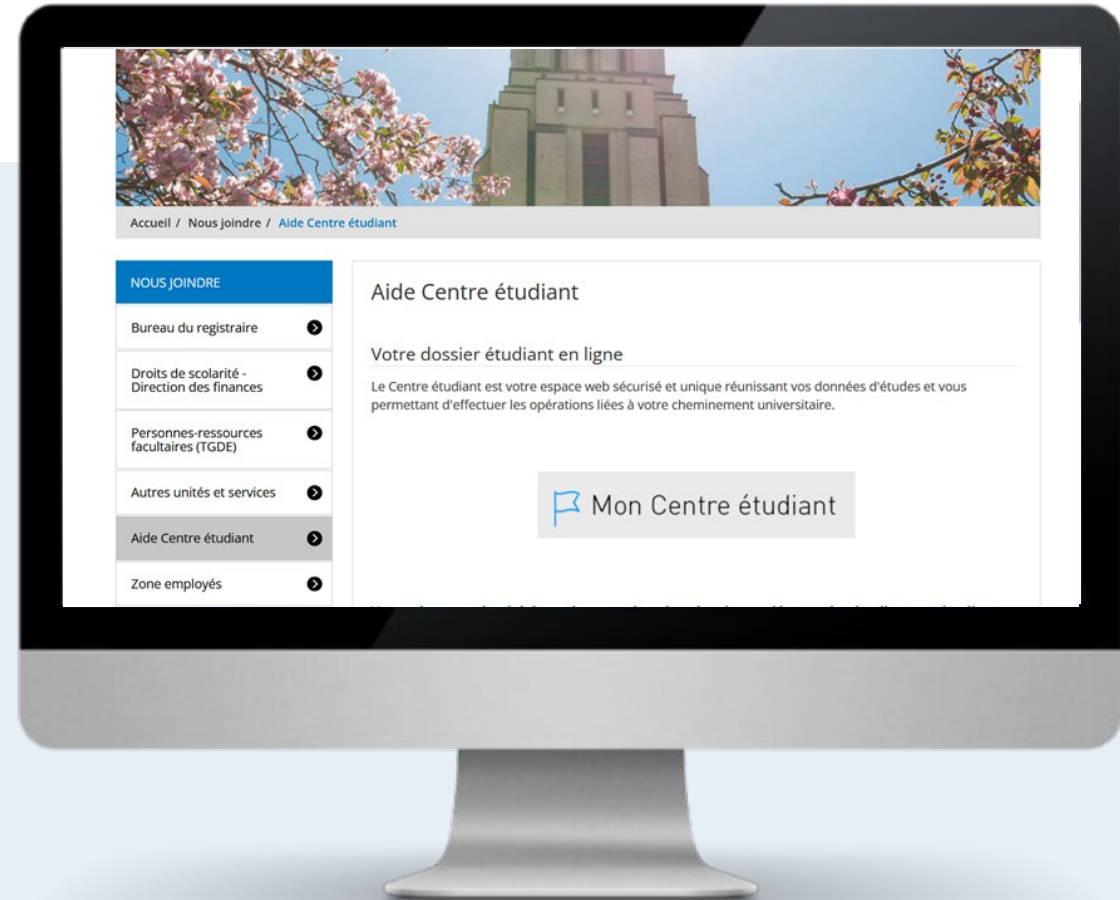 Accueil / Nous joindre / Aide Centre étudiant
NOUS JOINDRE
Bureau du registraire
Droits de scolarité -
Direction des finances
Personnes-ressources
facultaires (TGDE)
Autres unités et services
Aide Centre étudiant
Zone employés
Aide Centre étudiant
Votre dossier étudiant en ligne
Le Centre étudiant est votre espace web sécurisé et unique réunissant vos données d'études et vous
permettant d'effectuer les opérations liées à votre cheminement universitaire.
Mon Centre étudiant